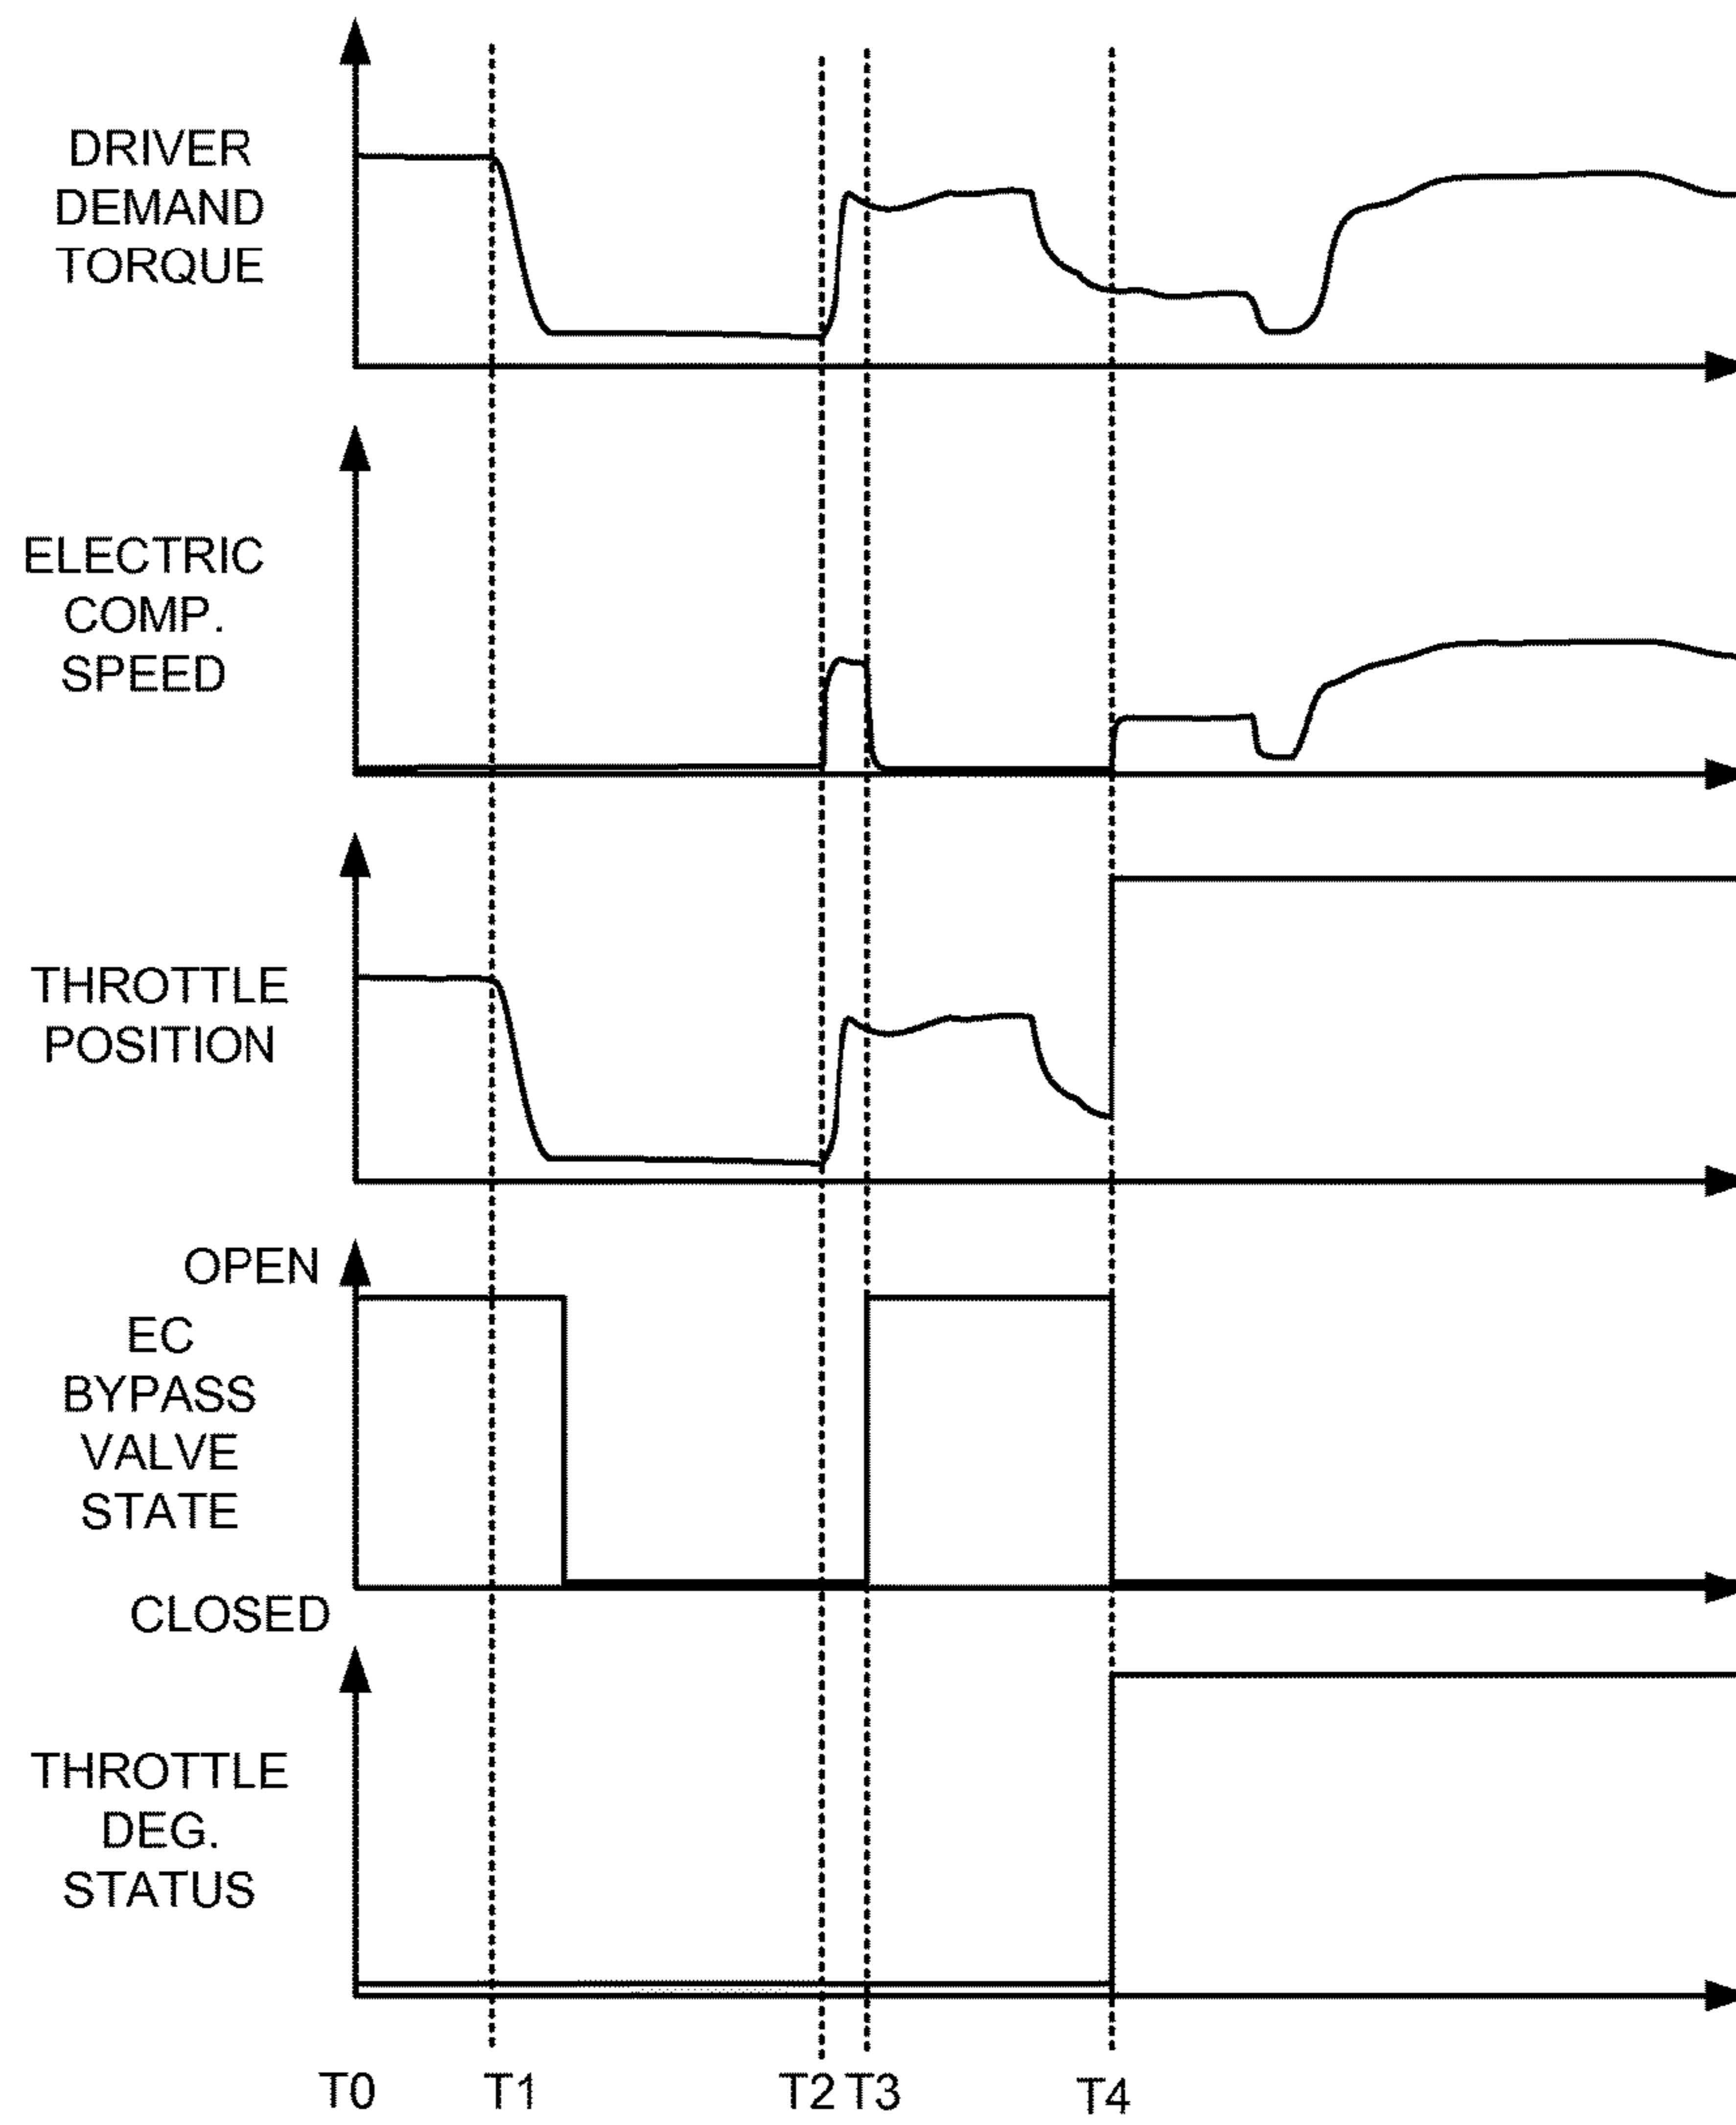 DRIVER
DEMAND
TORQUE
ELECTRIC
COMP.
SPEED
THROTTLE
POSITION
OPEN
EC
BYPASS
VALVE
STATE
CLOSED
THROTTLE
DEG.
STATUS
T0 T1 T2 T3 T4